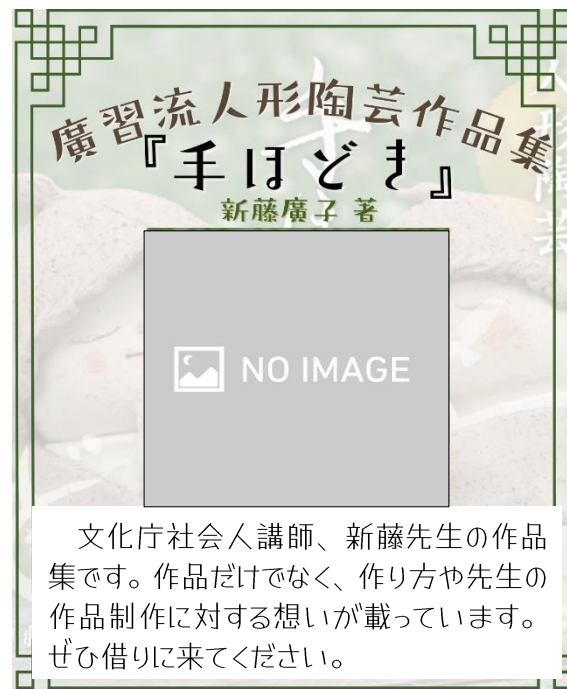 廣習流人形陶芸作品集
『手ほどき』
新藤廣子 著
NO IMAGE
文化庁社会人講師、新藤先生の作品
集です。作品だけでなく、作り方や先生の
作品制作に対する想いが載っています。
ぜひ借りに来てください。
人形陶芸